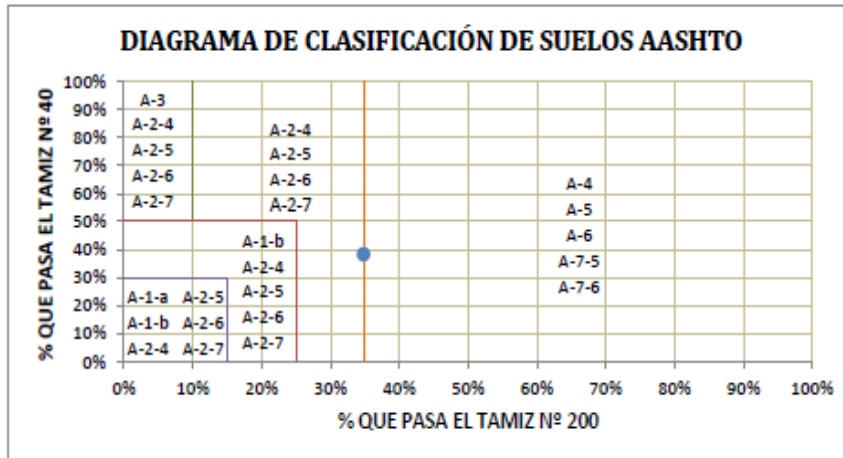 DIAGRAMA DE CLASIFICACIÓN DE SUELOS AASHTO
% QUE PASA EL TAMIZ Nº 40
100%
90%
80%
70%
60%
50%
40%
30%
20%
10%
0%
A-3
A-2-4
A-2-5
A-2-6
A-2-7
A-2-4
A-2-5
A-2-6
A-2-7
A-4
A-5
A-6
A-7-5
A-7-6
A-1-b
A-2-4
A-2-5
A-2-6
A-2-7
A-1-a A-2-5
A-1-b A-2-6
A-2-4 A-2-7
0% 10% 20% 30% 40% 50% 60% 70% 80% 90% 100%
% QUE PASA EL TAMIZ Nº 200